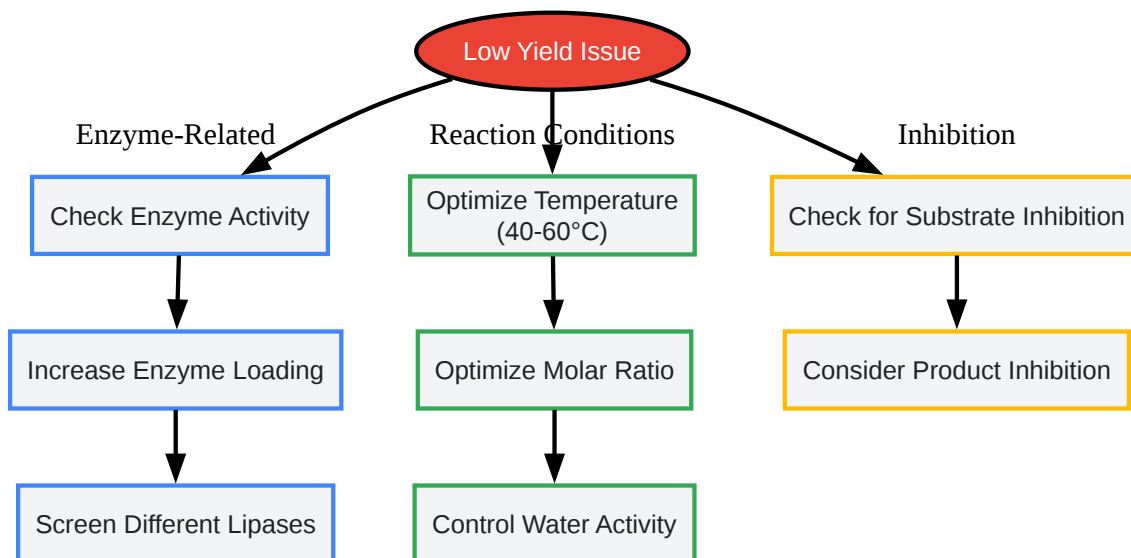 Low Yield Issue
Enzyme-Related
Reaction Conditions
Inhibition
Check Enzyme Activity
Optimize Temperature
(40-60°C)
Check for Substrate Inhibition
Increase Enzyme Loading
Optimize Molar Ratio
Consider Product Inhibition
Screen Different Lipases
Control Water Activity